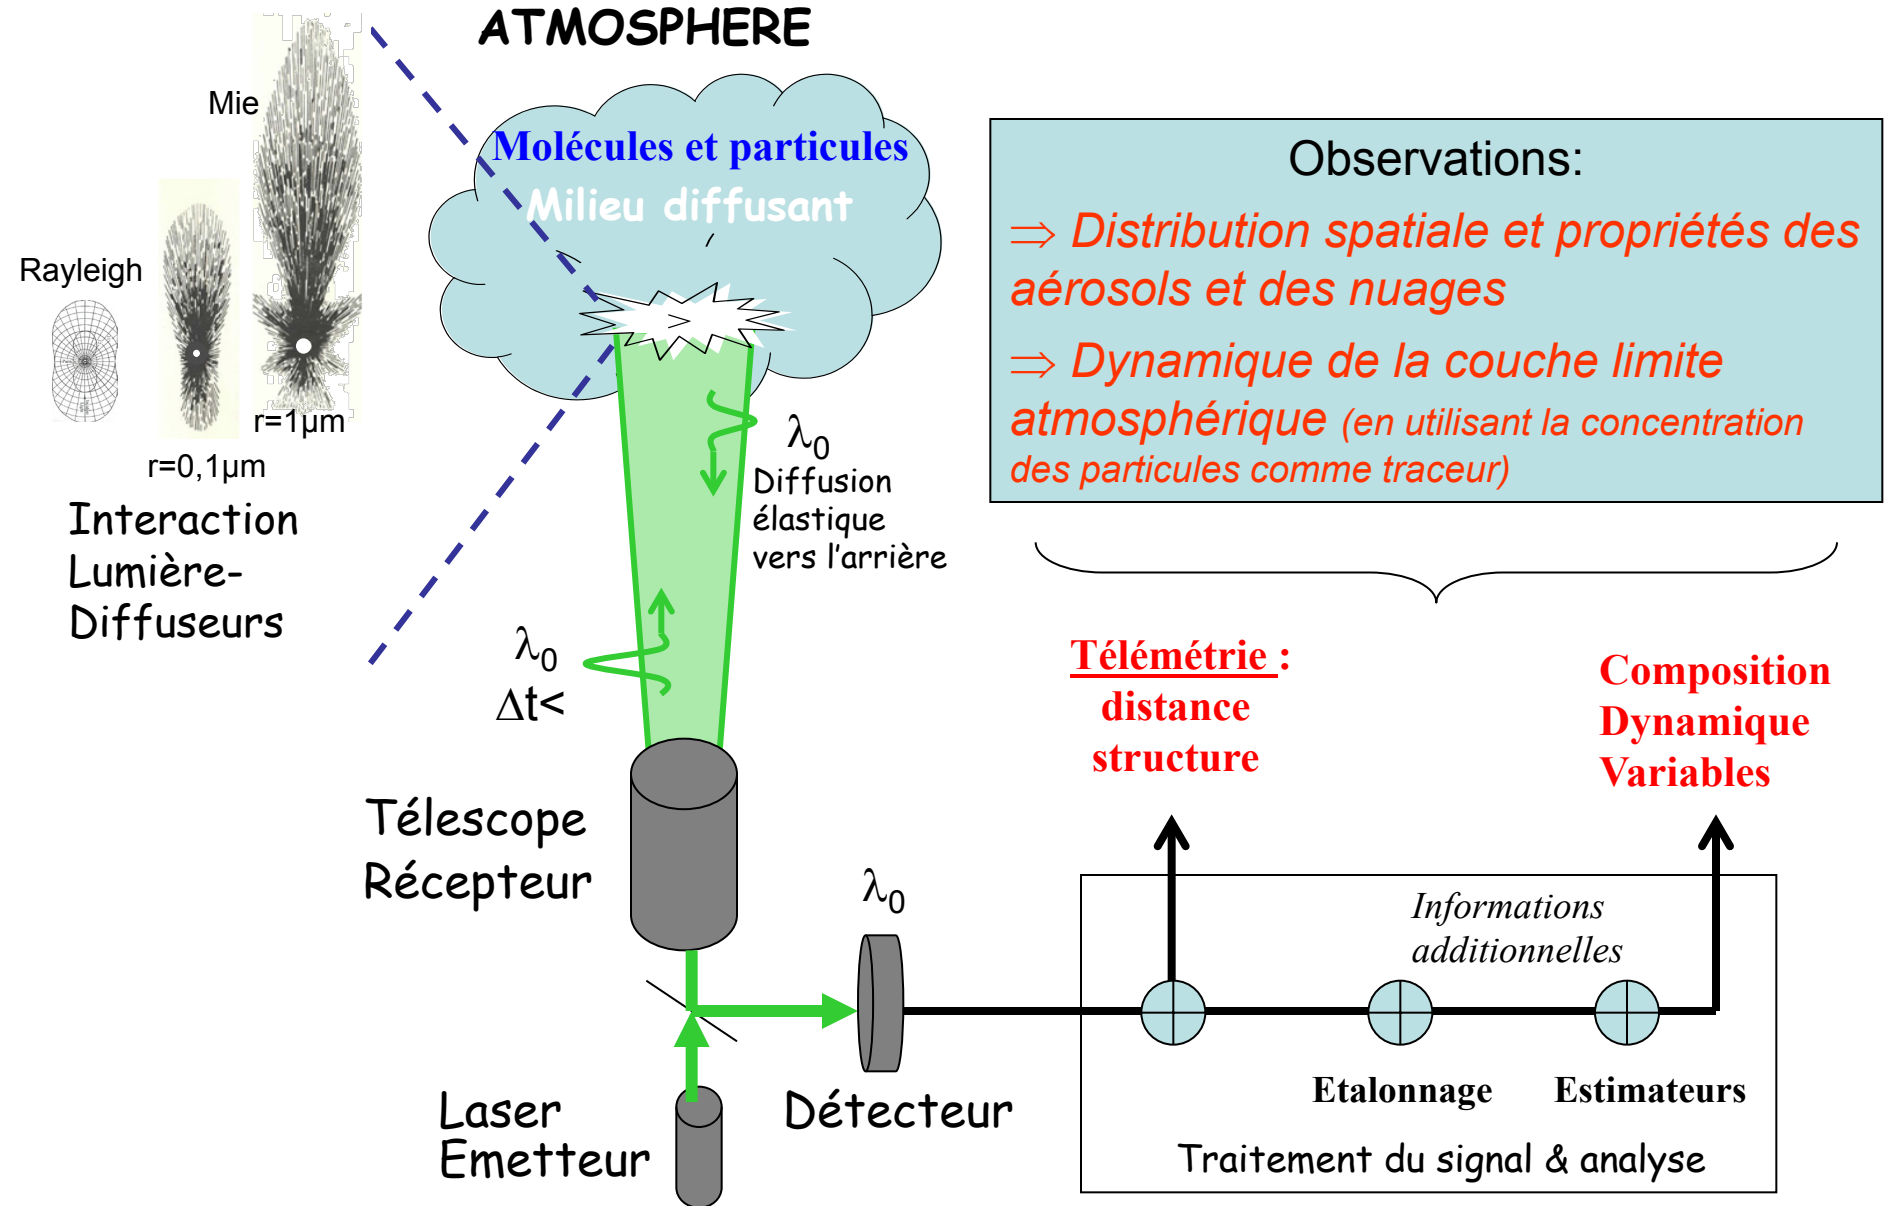 ATMOSPHERE
Mie
Rayleigh
r=1µm
r=0,1µm
Interaction
Lumière-
Diffuseurs
Molécules et particules
Milieu diffusant
λ0
Diffusion
élastique
vers l'arrière
λ0
Δt<
Télescope
Récepteur
λ0
Laser
Emetteur
Détecteur
Observations:
⇒ Distribution spatiale et propriétés des
aérosols et des nuages
⇒ Dynamique de la couche limite
atmosphérique (en utilisant la concentration
des particules comme traceur)
Télémétrie :
distance
structure
Composition
Dynamique
Variables
Informations
additionnelles
Etalonnage
Estimateurs
Traitement du signal & analyse